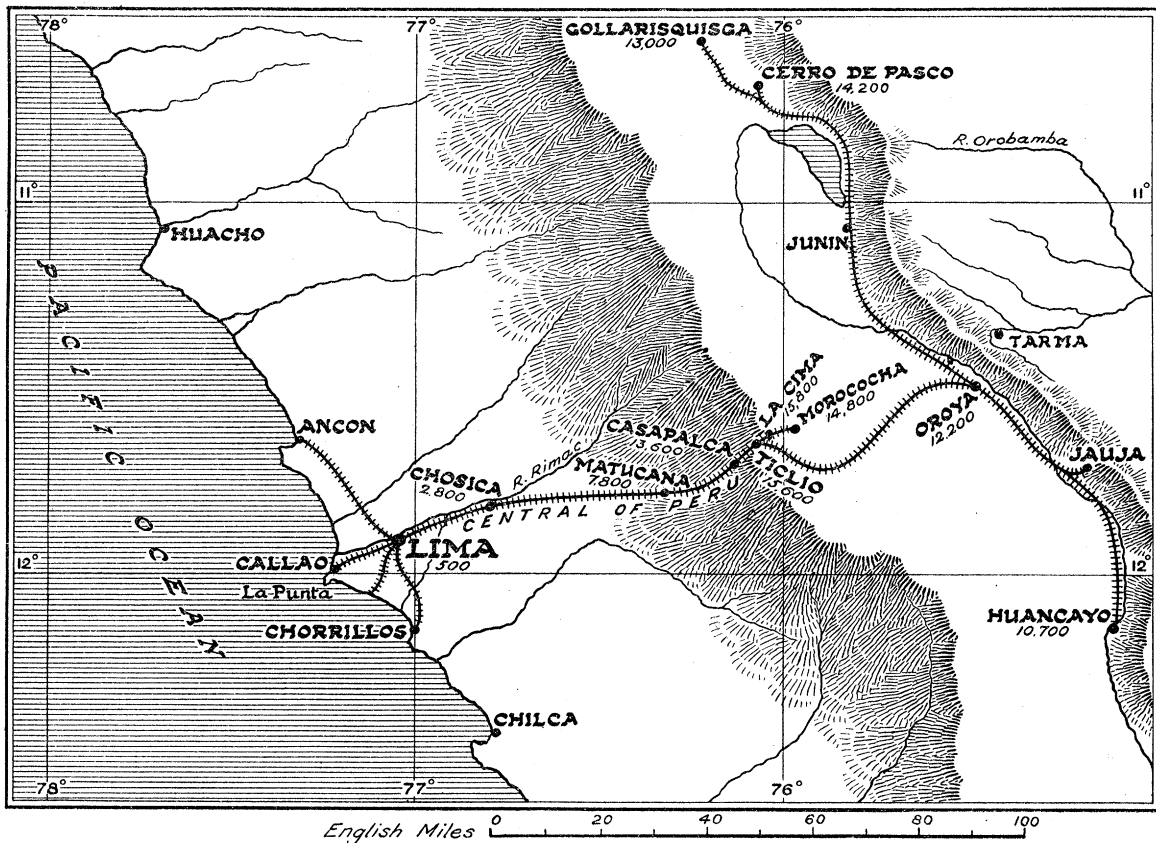 78°
77°
76°
GOLLARISQUISGA
13,000
CERRO DE PASCO
14,200
R. Orobamba
11°
11°
HUACHO
JUNIN
TARMA
PACIFIC OCEAN
LA CIMA
15,800
MOROCOCHA
14,800
OROYA
12,200
ANCON
CASAPALCA
13,600
TICLIO
15,600
JAUJA
CHOSICA
2,800
R. Rimac
MATUCANA
7,800
CENTRAL OF PERU
LIMA
500
CALLAO
12°
12°
La Punta
CHORRILLOS
HUANCAYO
10,700
CHILCA
78°
77°
76°
English Miles 0 20 40 60 80 100